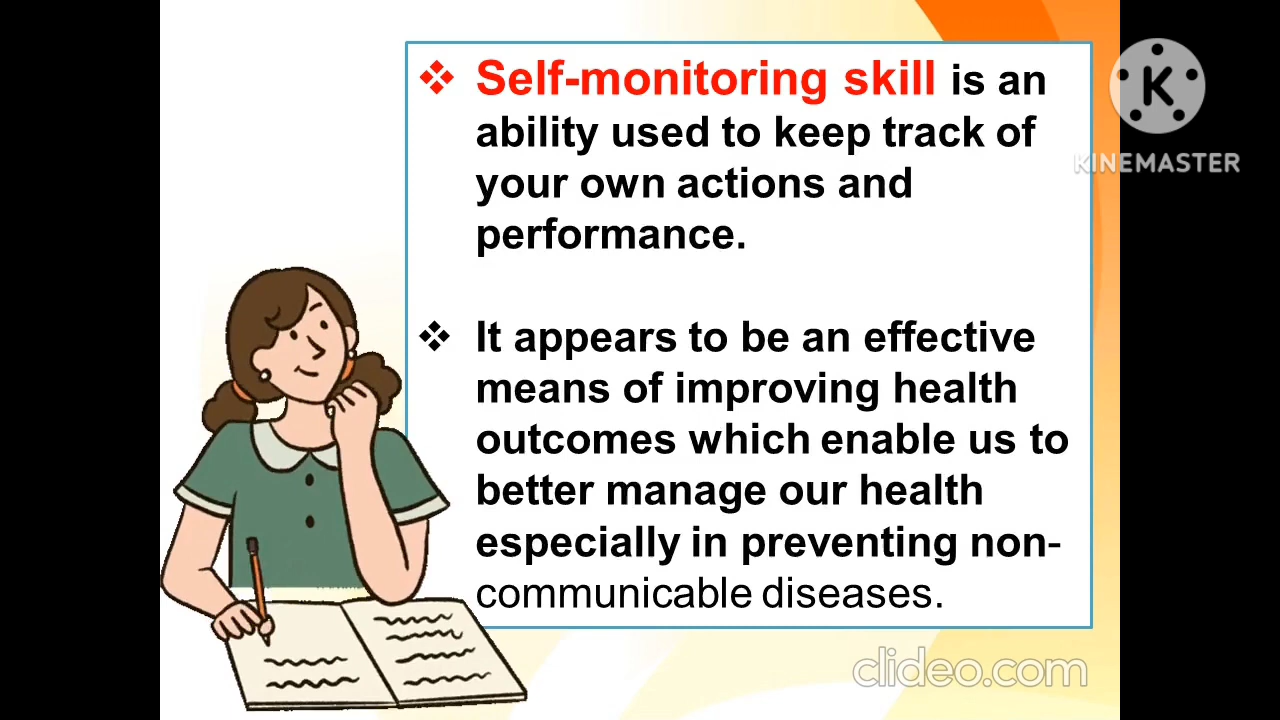 ❖ Self-monitoring skill is an
ability used to keep track of
your own actions and
performance.
❖ It appears to be an effective
means of improving health
outcomes which enable us to
better manage our health
especially in preventing non-
communicable diseases.
K
KINEMASTER
clideo.com